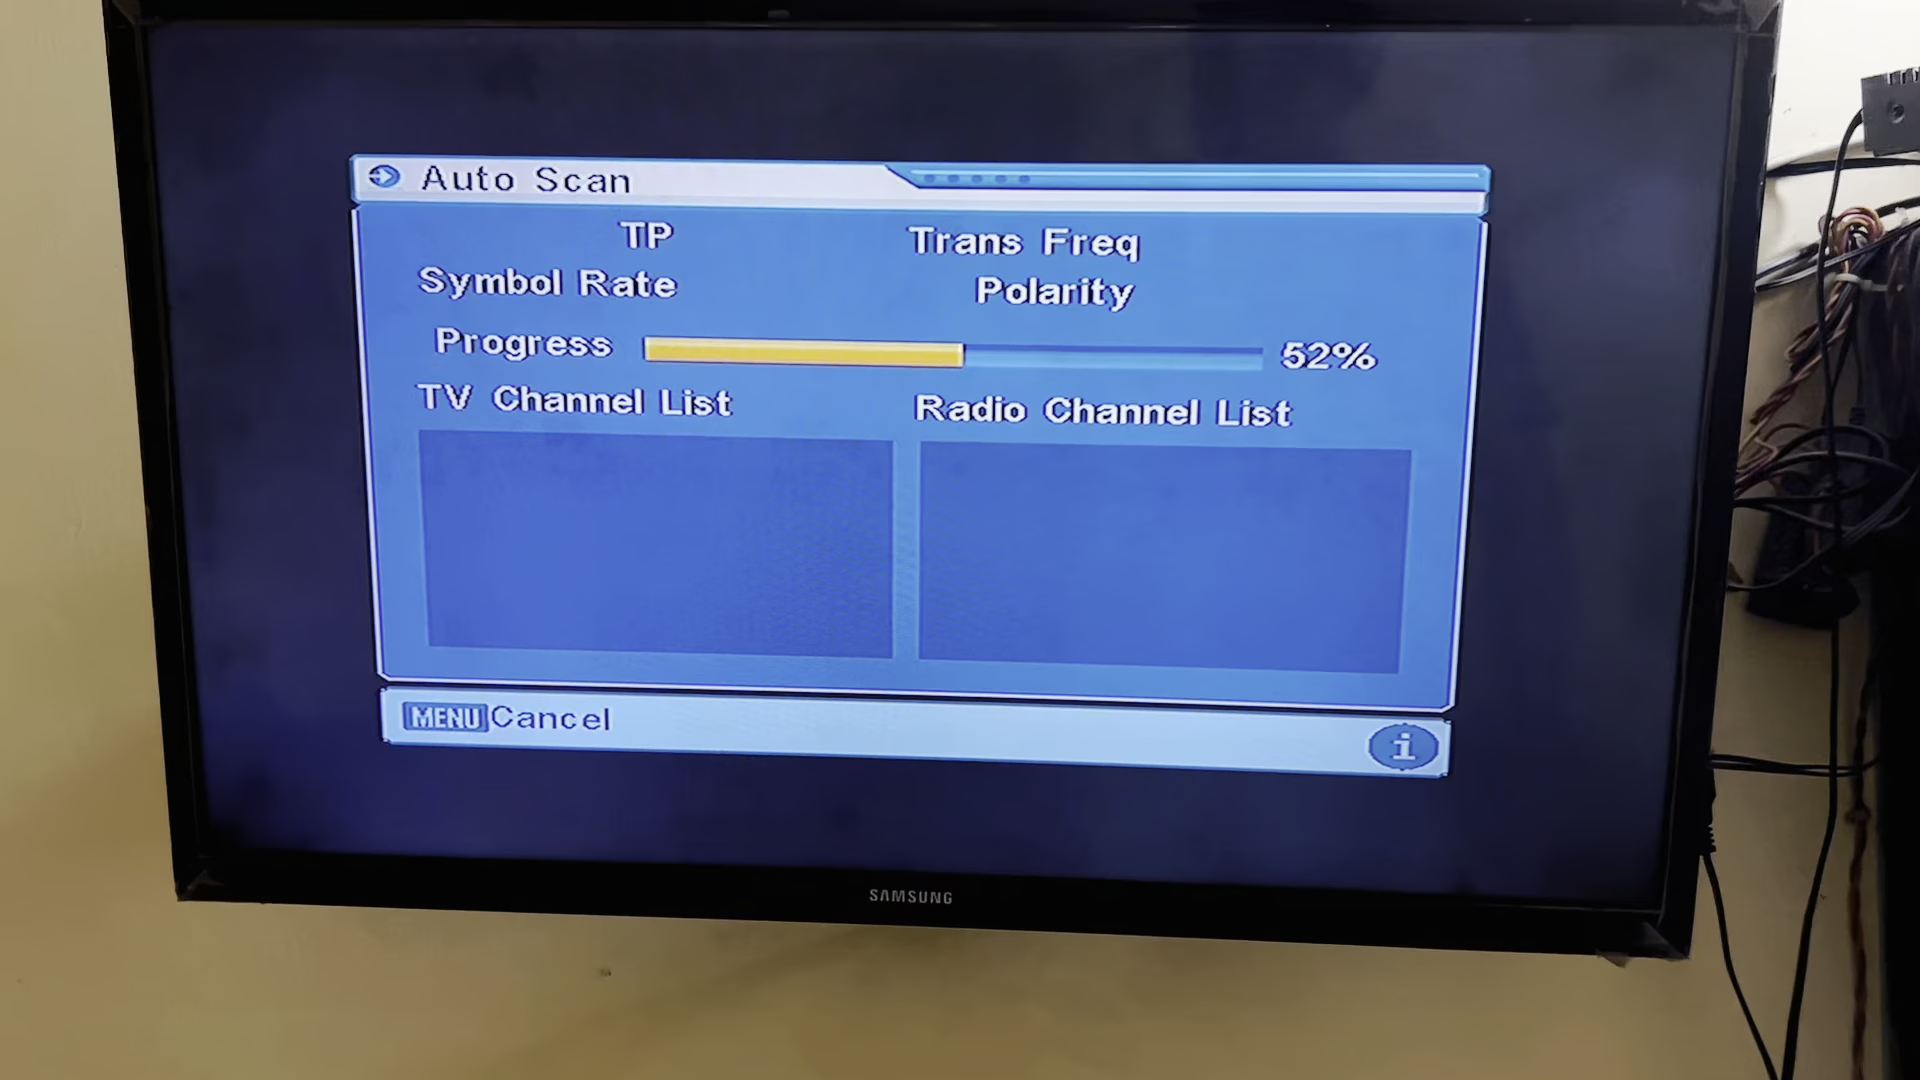 Auto Scan
TP
Trans Freq
Symbol Rate
Polarity
Progress
52%
TV Channel List
Radio Channel List
MENU Cancel
i
SAMSUNG